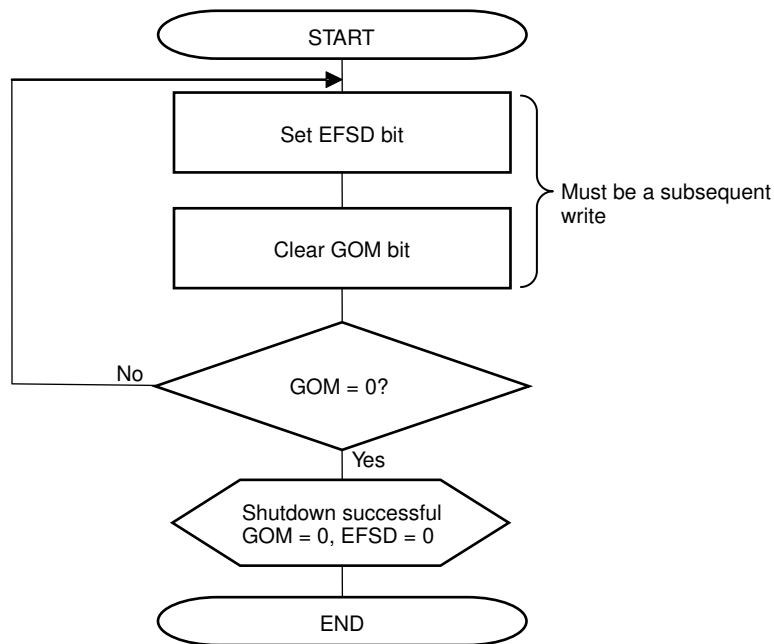 START
Set EFSD bit
Must be a subsequent
write
Clear GOM bit
No
GOM = 0?
Yes
Shutdown successful
GOM = 0, EFSD = 0
END